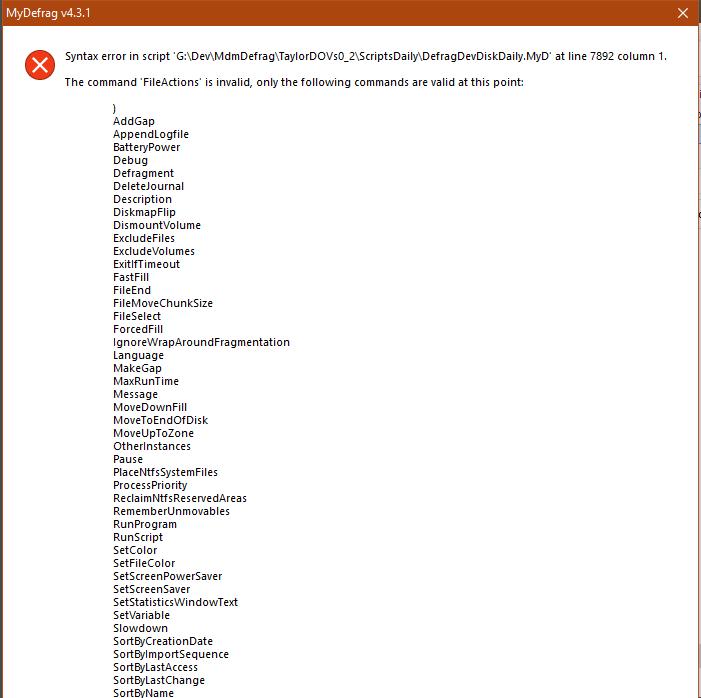 MyDefrag v4.3.1
Syntax error in script 'G:\Dev\MdmDefrag\TaylorDOVs0_2\ScriptsDaily\DefragDevDiskDaily.MyD' at line 7892 column 1.
The command 'FileActions' is invalid, only the following commands are valid at this point:
}
AddGap
AppendLogfile
BatteryPower
Debug
Defragment
DeleteJournal
Description
DiskmapFlip
DismountVolume
ExcludeFiles
ExcludeVolumes
ExitIfTimeout
FastFill
FileEnd
FileMoveChunkSize
FileSelect
ForcedFill
IgnoreWrapAroundFragmentation
Language
MakeGap
MaxRunTime
Message
MoveDownFill
MoveToEndOfDisk
MoveUpToZone
OtherInstances
Pause
PlaceNtfsSystemFiles
ProcessPriority
ReclaimNtfsReservedAreas
RememberUnmovables
RunProgram
RunScript
SetColor
SetFileColor
SetScreenPowerSaver
SetScreenSaver
SetStatisticsWindowText
SetVariable
Slowdown
SortByCreationDate
SortByImportSequence
SortByLastAccess
SortByLastChange
SortByName